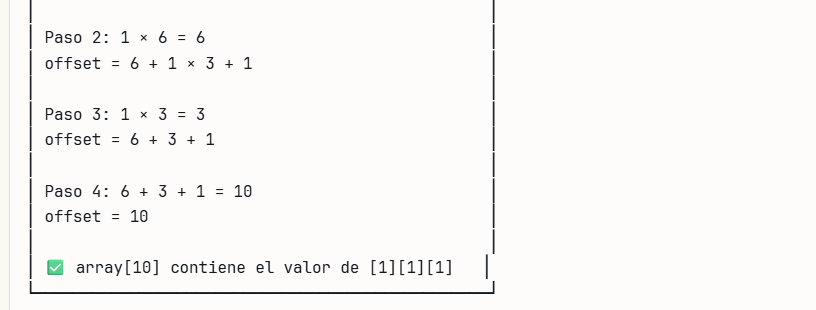 Paso 2: 1 × 6 = 6
offset = 6 + 1 × 3 + 1
Paso 3: 1 × 3 = 3
offset = 6 + 3 + 1
Paso 4: 6 + 3 + 1 = 10
offset = 10
✅ array[10] contiene el valor de [1][1][1]